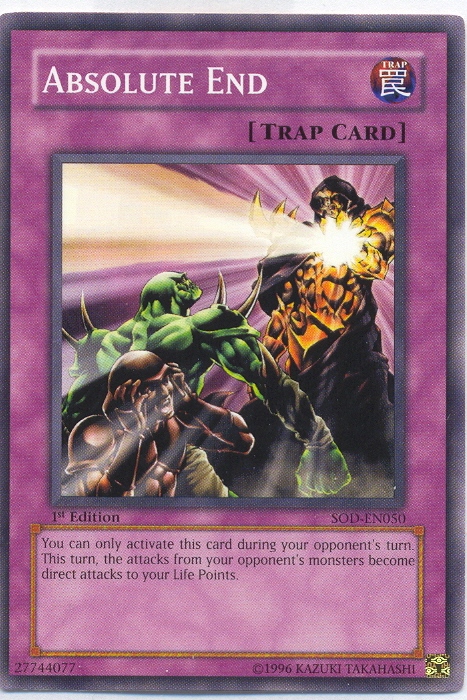 ABSOLUTE END
TRAP
罠
[TRAP CARD]
1st Edition
SOD-EN050
You can only activate this card during your opponent's turn.
This turn, the attacks from your opponent's monsters become
direct attacks to your Life Points.
27744077
©1996 KAZUKI TAKAHASHI